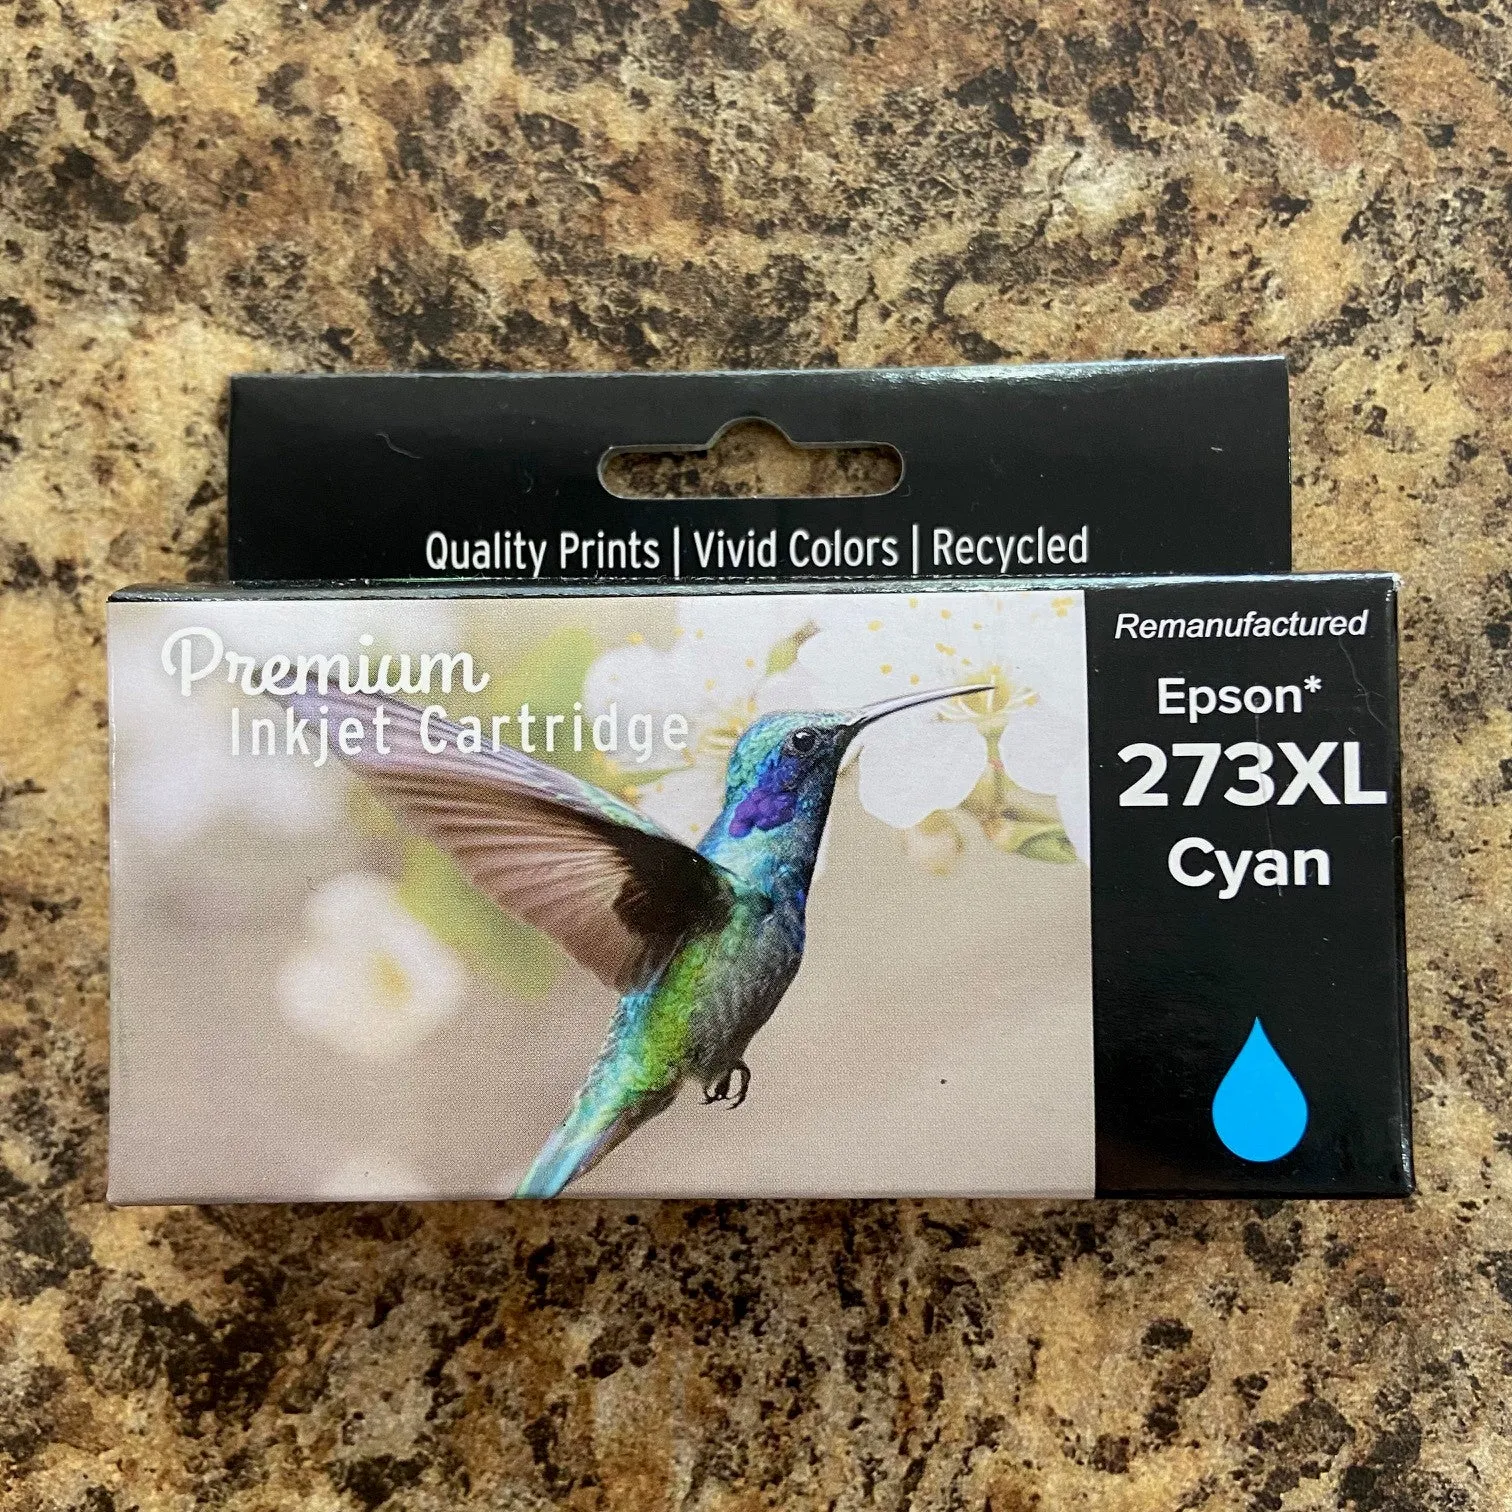 Quality Prints | Vivid Colors | Recycled
Premium
Inkjet Cartridge
Remanufactured
Epson*
273XL
Cyan